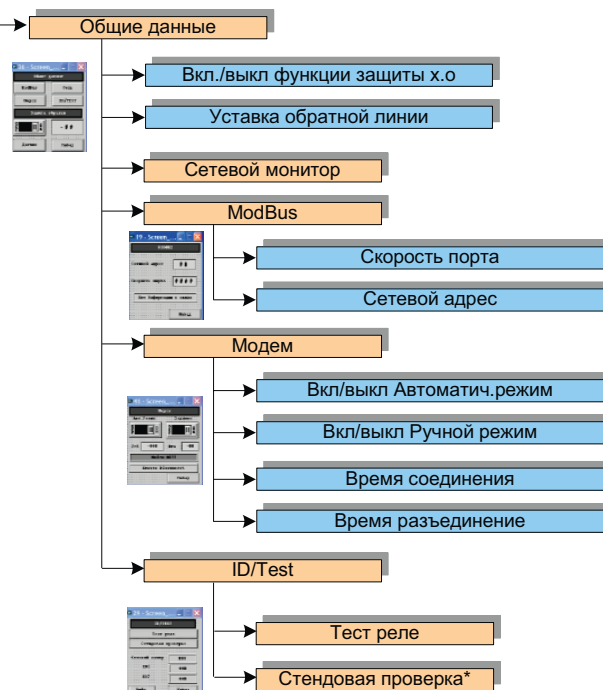 Общие данные
Вкл./выкл функции защиты х.о
Уставка обратной линии
Сетевой монитор
ModBus
Скорость порта
Сетевой адрес
Модем
Вкл/выкл Автоматич.режим
Вкл/выкл Ручной режим
Время соединения
Время разъединение
ID/Test
Тест реле
Стендовая проверка*